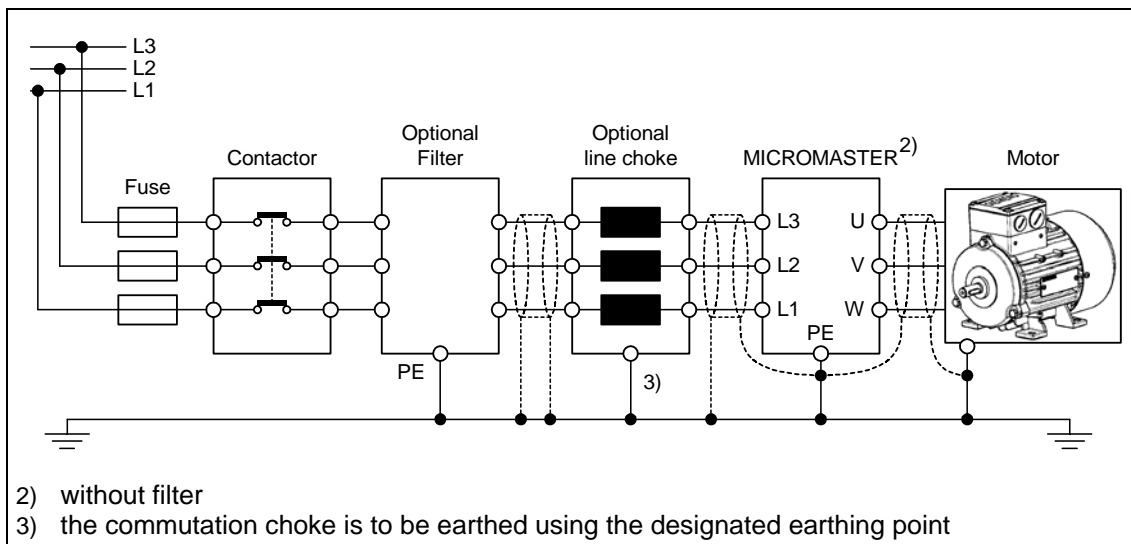 L3
L2
L1
Fuse
Contactor
Optional
Filter
Optional
line choke
MICROMASTER2)
Motor
L3
L2
L1
U
V
W
PE
PE
3)
2) without filter
3) the commutation choke is to be earthed using the designated earthing point